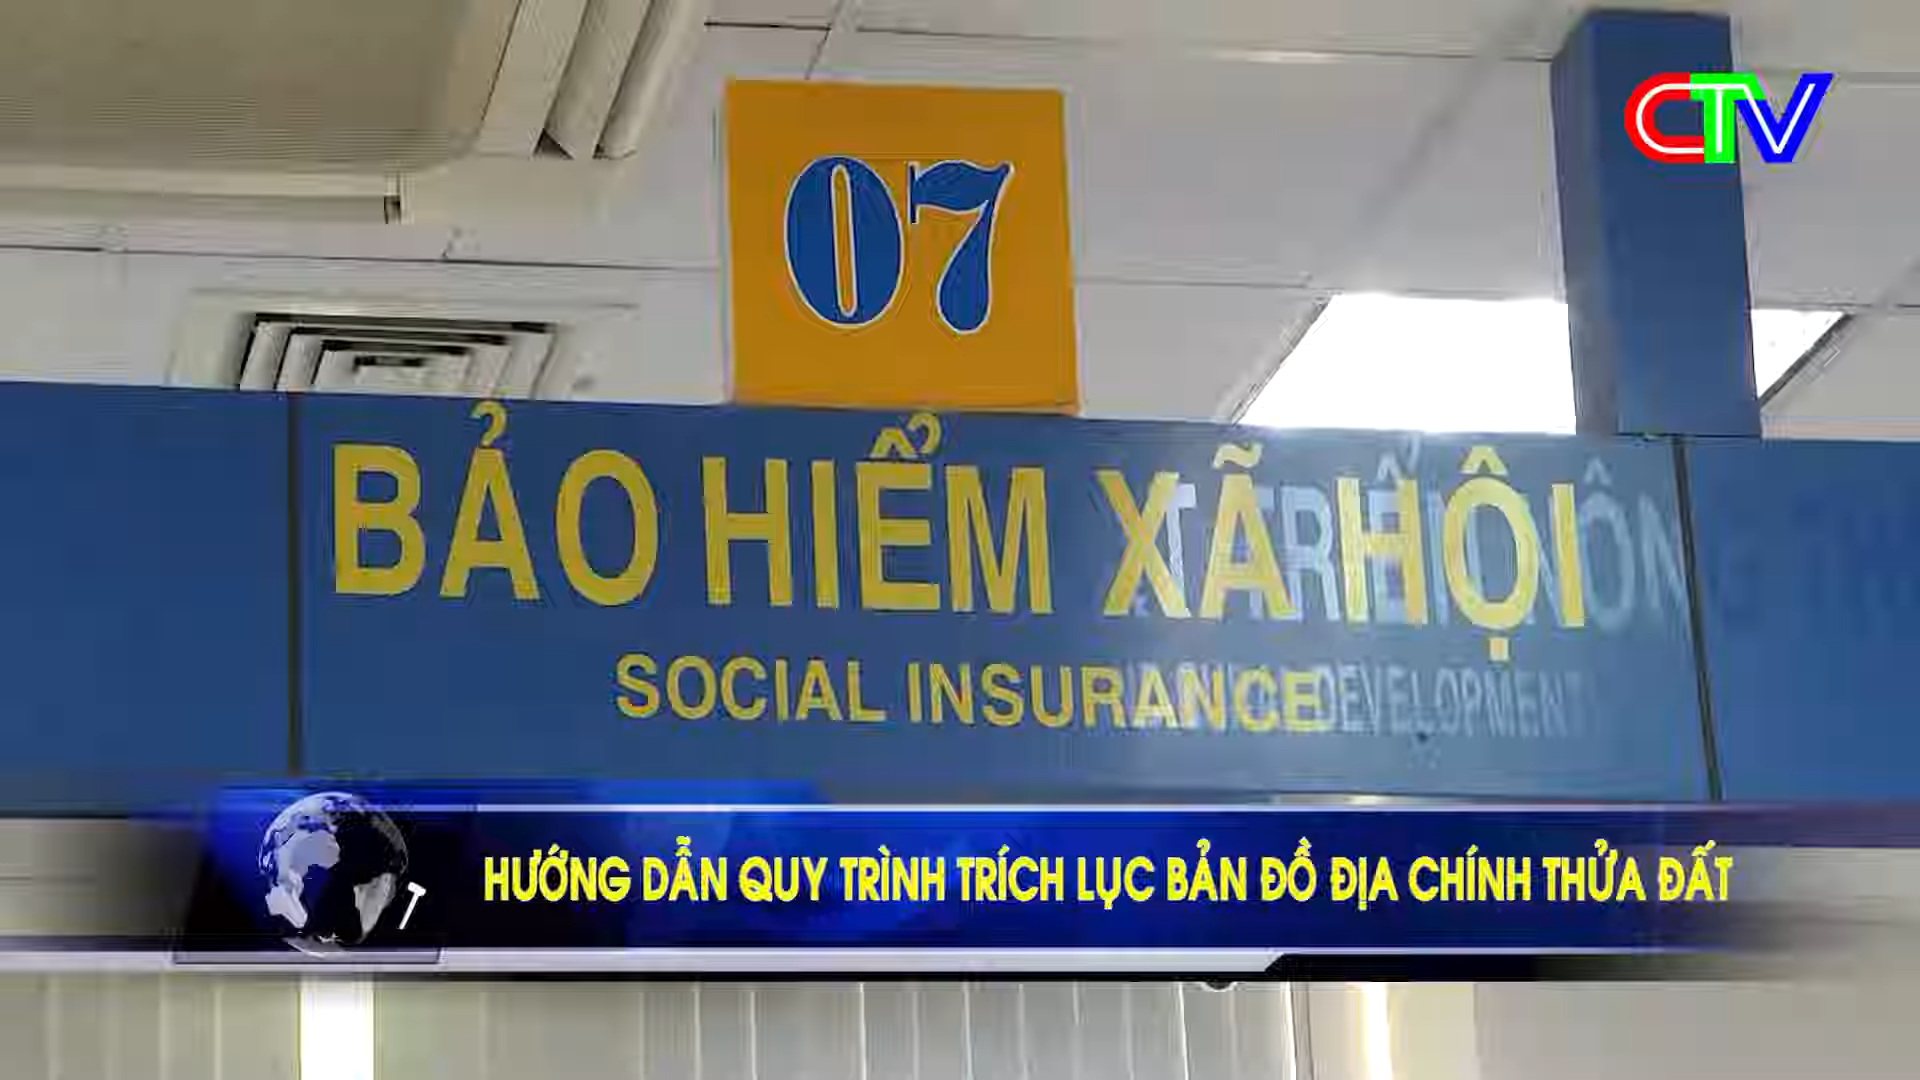 CTV
07
BẢO HIỂM XÃ HỘI
SOCIAL INSURANCE
DEVELOPMENT
HƯỚNG DẪN QUY TRÌNH TRÍCH LỤC BẢN ĐỒ ĐỊA CHÍNH THỬA ĐẤT